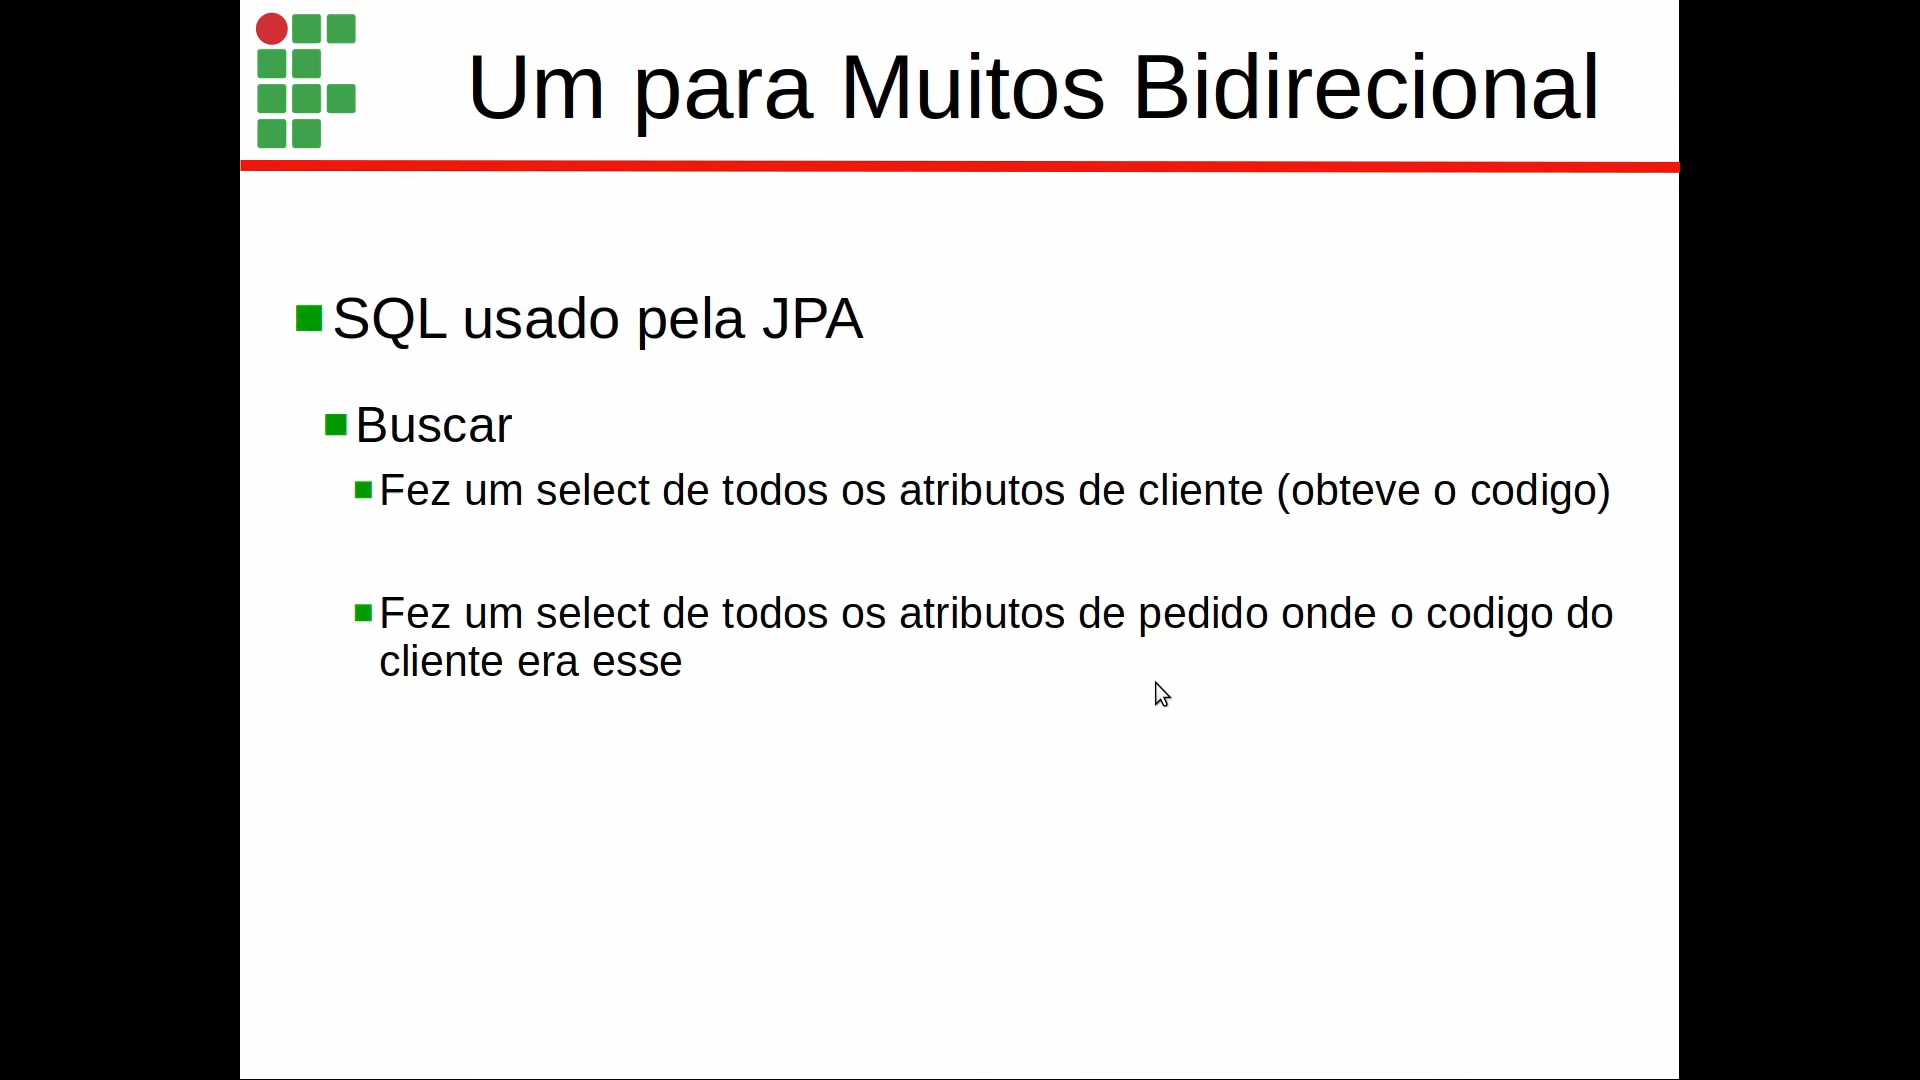 Um para Muitos Bidirecional
SQL usado pela JPA
Buscar
Fez um select de todos os atributos de cliente (obteve o codigo)
Fez um select de todos os atributos de pedido onde o codigo do
cliente era esse